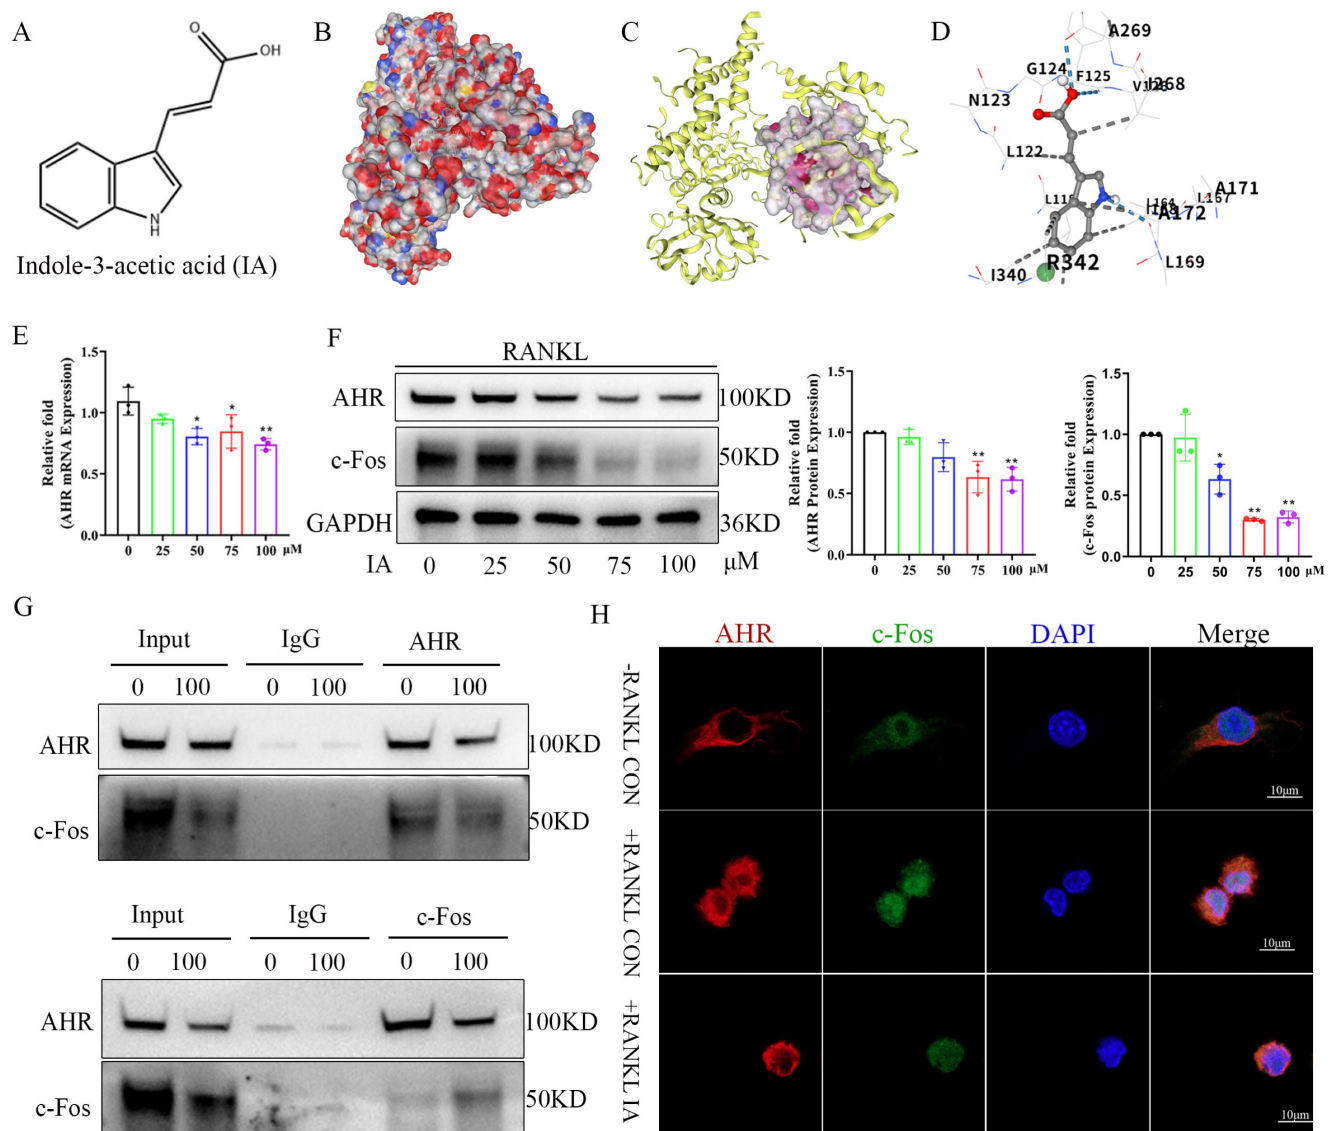 A
B
C
D
O
OH
N
H
Indole-3-acetic acid (IA)
A269
G124
F125
I268
N123
L122
A171
L167
A172
L169
I340
R342
E
Relative fold
(AHR mRNA Expression)
1.5
1.0
0.5
0.0
* * **
0 25 50 75 100 μM
F
RANKL
AHR 100KD
c-Fos 50KD
GAPDH 36KD
IA 0 25 50 75 100 μM
Relative fold
(AHR Protein Expression)
1.5
1.0
0.5
0.0
** **
0 25 50 75 100 μM
Relative fold
(c-Fos protein Expression)
1.5
1.0
0.5
0.0
* ** **
0 25 50 75 100 μM
G
Input IgG AHR
0 100 0 100 0 100
AHR 100KD
c-Fos 50KD
Input IgG c-Fos
0 100 0 100 0 100
AHR 100KD
c-Fos 50KD
H
AHR c-Fos DAPI Merge
-RANKL CON
10μm
+RANKL CON
10μm
+RANKL IA
10μm